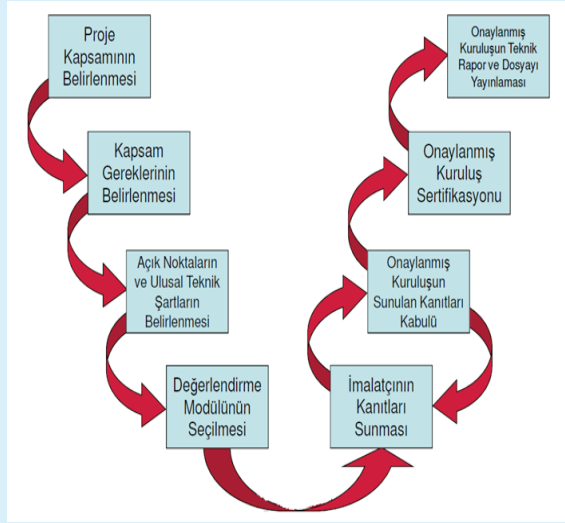 Proje
Kapsamının
Belirlenmesi
Kapsam
Gereklerinin
Belirlenmesi
Açık Noktaların
ve Ulusal Teknik
Şartların
Belirlenmesi
Değerlendirme
Modülünün
Seçilmesi
İmalatçının
Kanıtları
Sunması
Onaylanmış
Kuruluşun
Sunulan Kanıtları
Kabulü
Onaylanmış
Kuruluş
Sertifikasyonu
Onaylanmış
Kuruluşun Teknik
Rapor ve Dosyayı
Yayınlaması